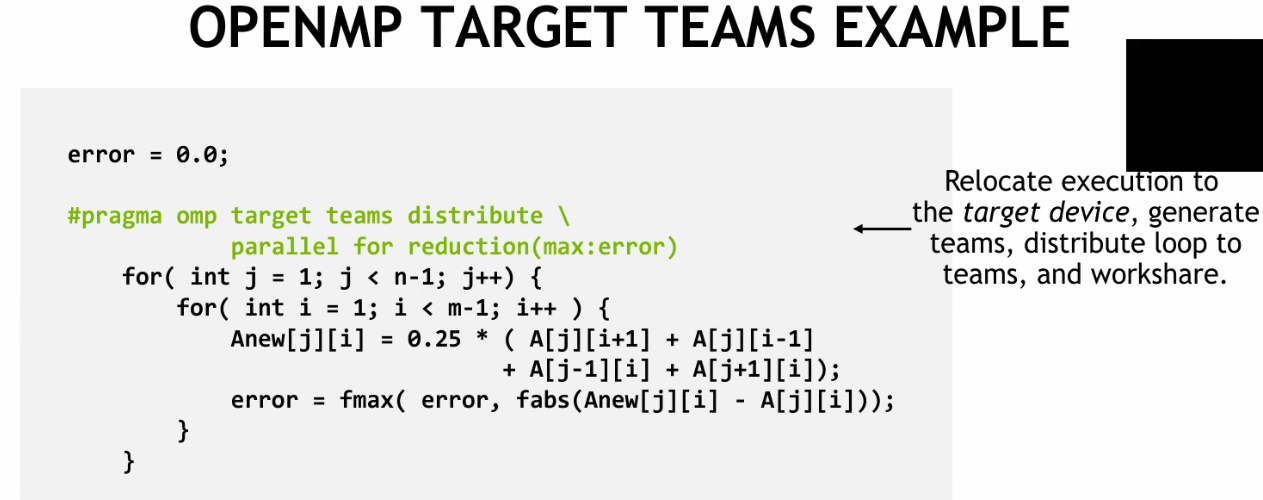 OPENMP TARGET TEAMS EXAMPLE
error = 0.0;
#pragma omp target teams distribute \
parallel for reduction(max:error)
for( int j = 1; j < n-1; j++) {
for( int i = 1; i < m-1; i++ ) {
Anew[j][i] = 0.25 * ( A[j][i+1] + A[j][i-1]
+ A[j-1][i] + A[j+1][i]);
error = fmax( error, fabs(Anew[j][i] - A[j][i]));
}
}
Relocate execution to
the target device, generate
teams, distribute loop to
teams, and workshare.